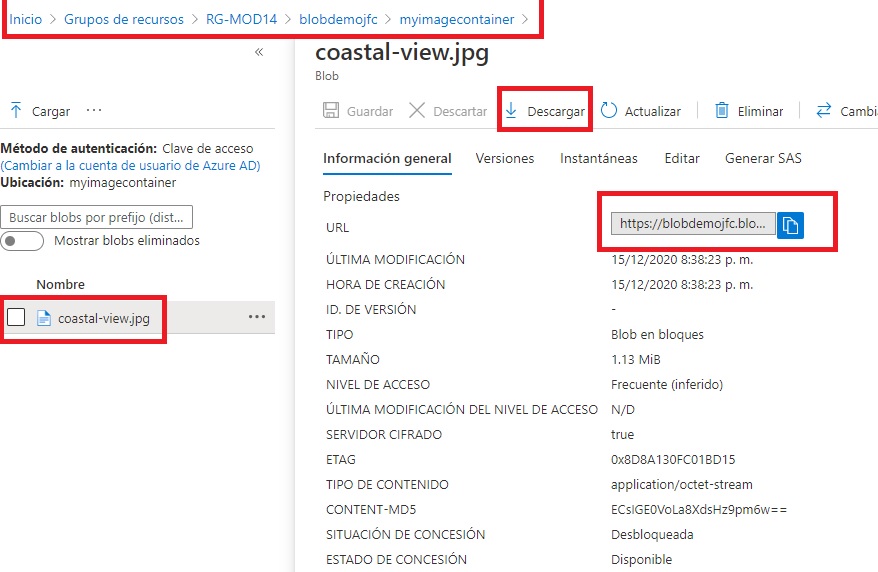 Inicio > Grupos de recursos > RG-MOD14 > blobdemojfc > myimagecontainer >
«
Cargar ···
Método de autenticación: Clave de acceso
(Cambiar a la cuenta de usuario de Azure AD)
Ubicación: myimagecontainer
Buscar blobs por prefijo (dist...
Mostrar blobs eliminados
Nombre
coastal-view.jpg ···
coastal-view.jpg
Blob
Guardar Descartar Descargar Actualizar Eliminar Cambia
Información general Versiones Instantáneas Editar Generar SAS
Propiedades
URL https://blobdemojfc.blo...
ÚLTIMA MODIFICACIÓN 15/12/2020 8:38:23 p. m.
HORA DE CREACIÓN 15/12/2020 8:38:23 p. m.
ID. DE VERSIÓN -
TIPO Blob en bloques
TAMAÑO 1.13 MiB
NIVEL DE ACCESO Frecuente (inferido)
ÚLTIMA MODIFICACIÓN DEL NIVEL DE ACCESO N/D
SERVIDOR CIFRADO true
ETAG 0x8D8A130FC01BD15
TIPO DE CONTENIDO application/octet-stream
CONTENT-MD5 ECsIGE0VoLa8XdsHz9pm6w==
SITUACIÓN DE CONCESIÓN Desbloqueada
ESTADO DE CONCESIÓN Disponible